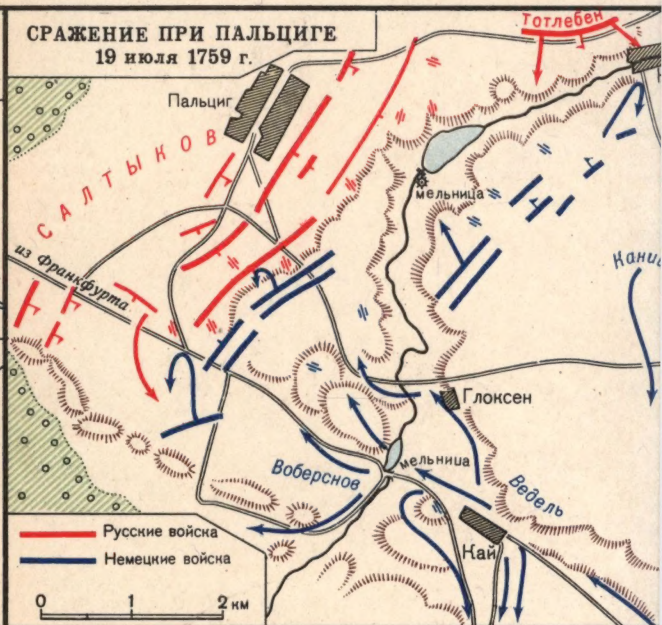 СРАЖЕНИЕ ПРИ ПАЛЬЦИГЕ
19 июля 1759 г.
ТОТЛЕБЕН
Пальциг
САЛТЫКОВ
мельница
из Франкфурта
Глоксен
мельница
Воберснов
Ведель
Кай
Русские войска
Немецкие войска
0 1 2 км